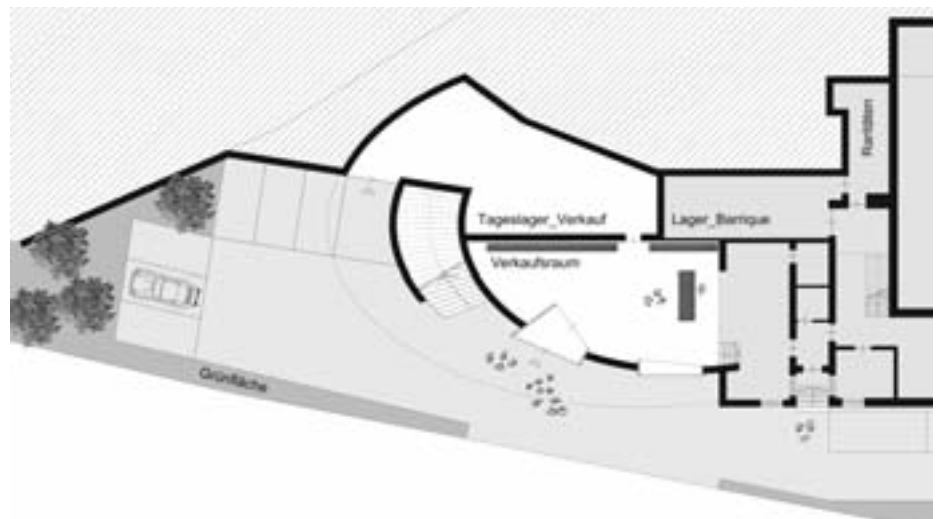 Raritäten
Tageslager_Verkauf
Lager_Barrique
Verkaufsraum
Grünfläche